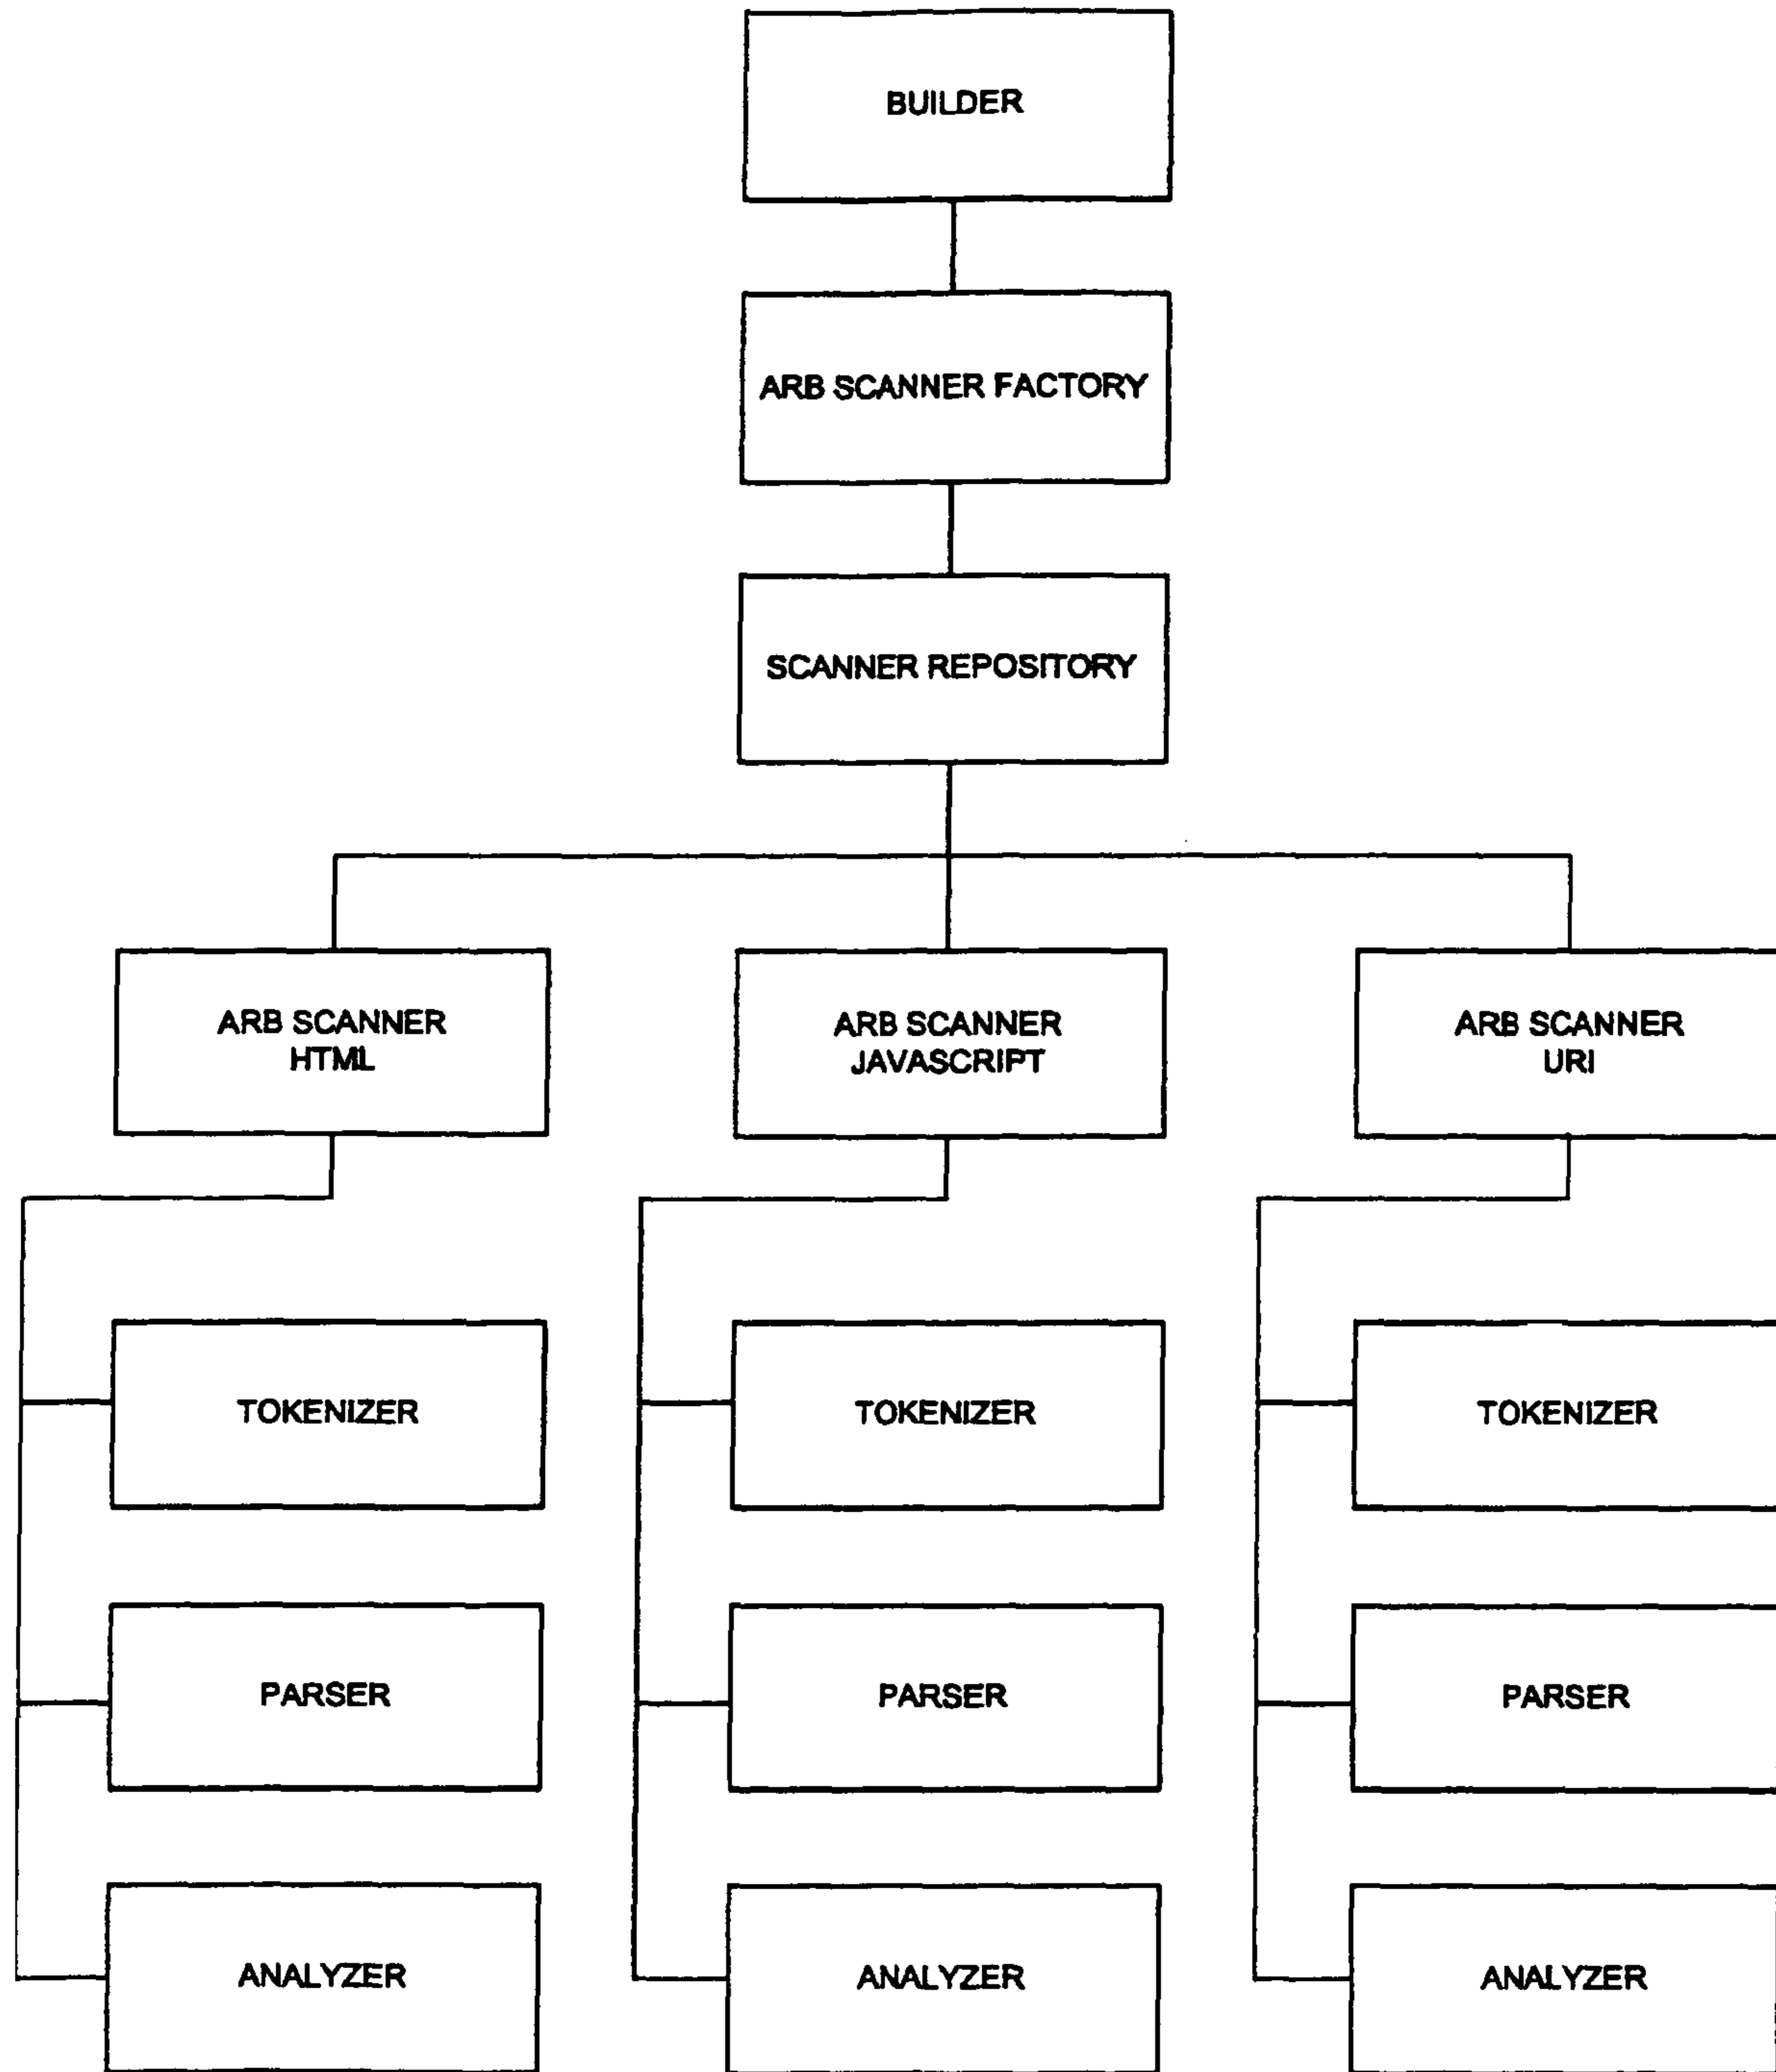 BUILDER
ARB SCANNER FACTORY
SCANNER REPOSITORY
ARB SCANNER
HTML
ARB SCANNER
JAVASCRIPT
ARB SCANNER
URI
TOKENIZER
TOKENIZER
TOKENIZER
PARSER
PARSER
PARSER
ANALYZER
ANALYZER
ANALYZER